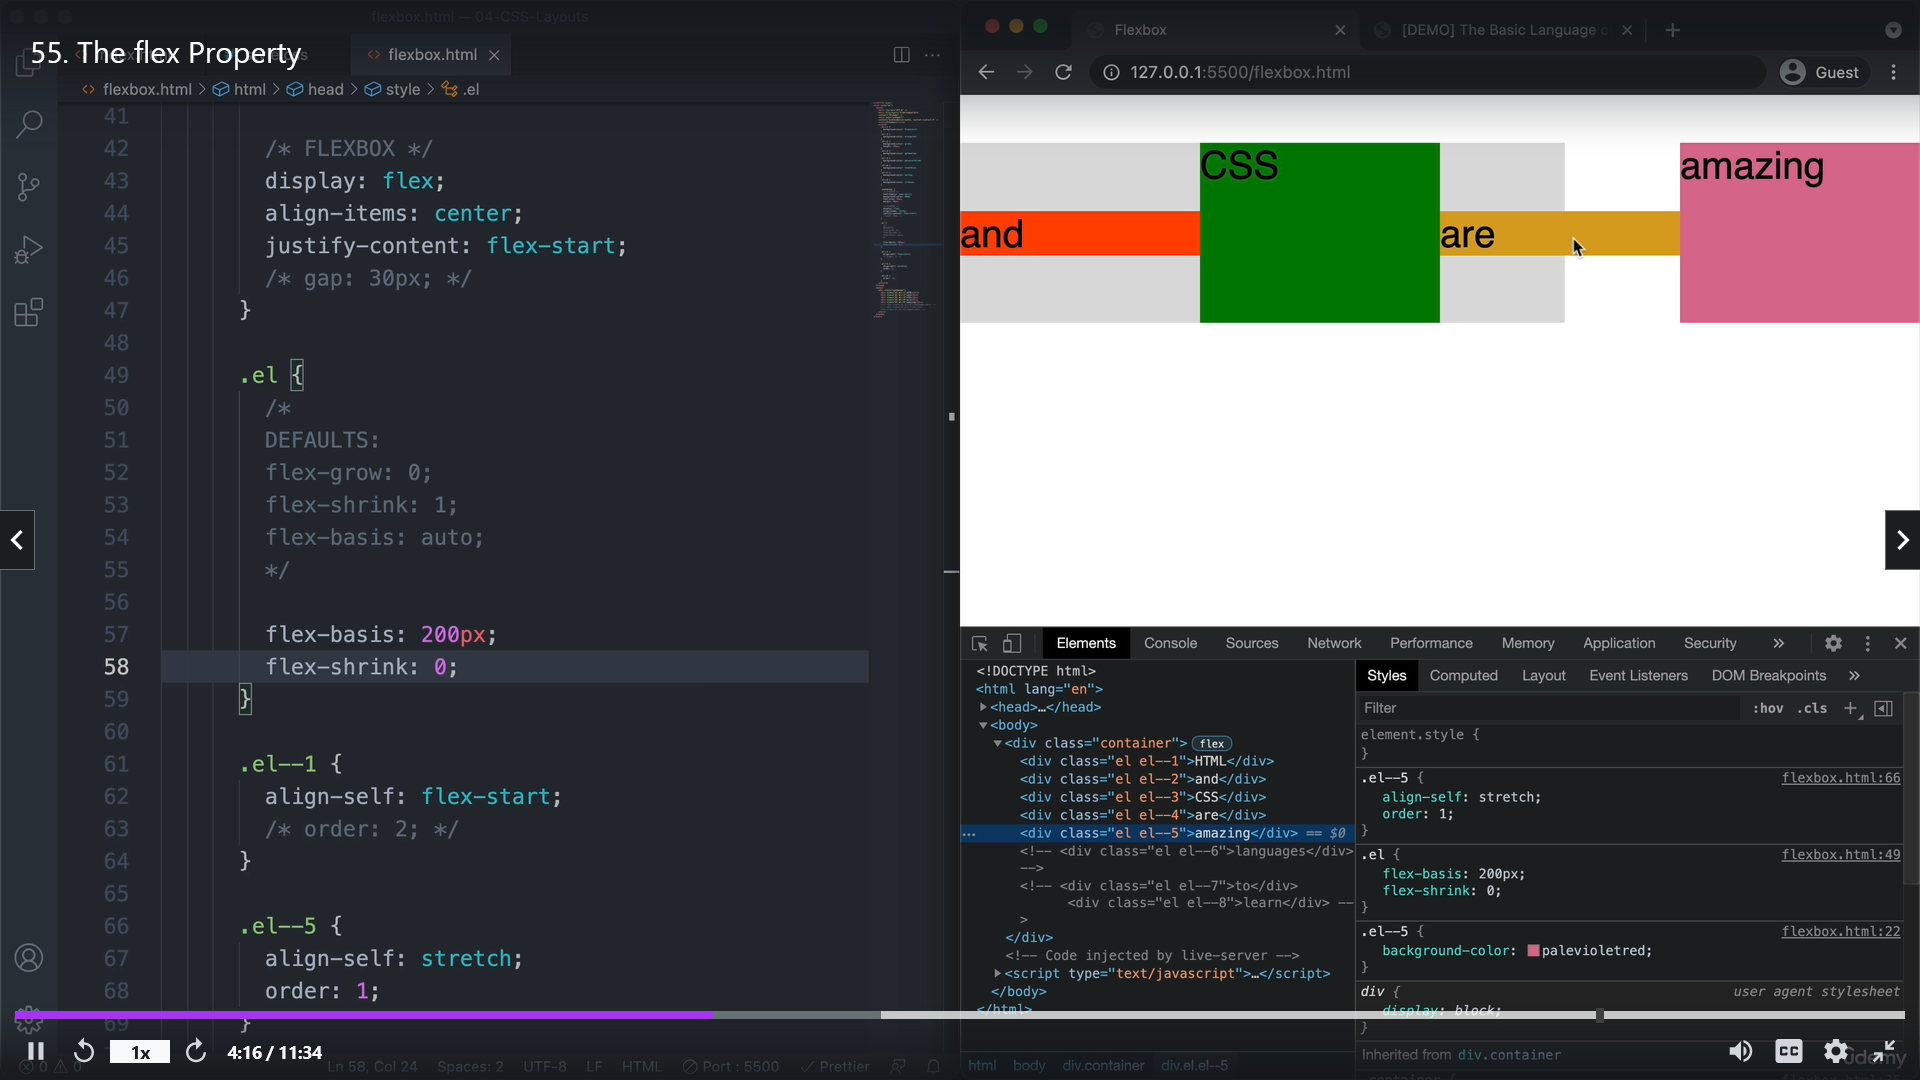 flexbox.html — 04-CSS-Layouts
55. The flex Property
flexbox.html
flexbox.html > html > head > style > .el
41
42 /* FLEXBOX */
43 display: flex;
44 align-items: center;
45 justify-content: flex-start;
46 /* gap: 30px; */
47 }
48
49 .el {
50 /*
51 DEFAULTS:
52 flex-grow: 0;
53 flex-shrink: 1;
54 flex-basis: auto;
55 */
56
57 flex-basis: 200px;
58 flex-shrink: 0;
59 }
60
61 .el--1 {
62 align-self: flex-start;
63 /* order: 2; */
64 }
65
66 .el--5 {
67 align-self: stretch;
68 order: 1;
69 }
1x
4:16 / 11:34
0 0 Ln 58, Col 24 Spaces: 2 UTF-8 LF HTML Port : 5500 Prettier
Flexbox
[DEMO] The Basic Language o
127.0.0.1:5500/flexbox.html
Guest
and
CSS
are
amazing
Elements Console Sources Network Performance Memory Application Security »
<!DOCTYPE html>
<html lang="en">
<head>…</head>
<body>
<div class="container"> flex
<div class="el el--1">HTML</div>
<div class="el el--2">and</div>
<div class="el el--3">CSS</div>
<div class="el el--4">are</div>
... <div class="el el--5">amazing</div> == $0
<!-- <div class="el el--6">languages</div>
-->
<!-- <div class="el el--7">to</div>
<div class="el el--8">learn</div> --
>
</div>
<!-- Code injected by live-server -->
<script type="text/javascript">…</script>
</body>
</html>
html body div.container div.el.el--5
Styles Computed Layout Event Listeners DOM Breakpoints »
Filter :hov .cls +
element.style {
}
.el--5 { flexbox.html:66
align-self: stretch;
order: 1;
}
.el { flexbox.html:49
flex-basis: 200px;
flex-shrink: 0;
}
.el--5 { flexbox.html:22
background-color: palevioletred;
}
div { user agent stylesheet
display: block;
}
Inherited from div.container
CC
Udemy